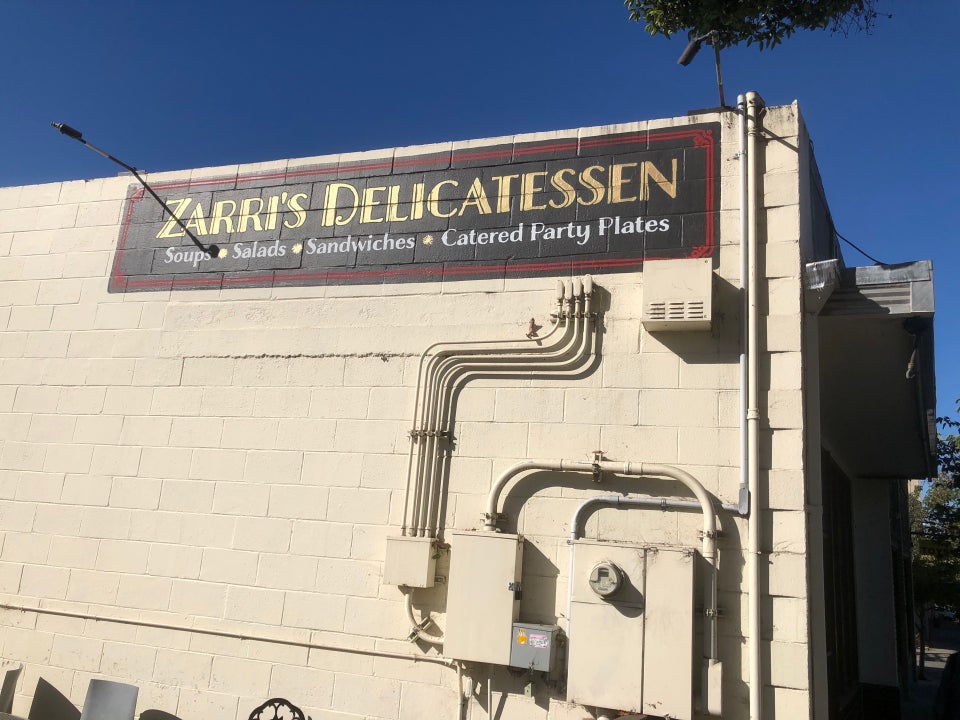 ZARRI'S DELICATESSEN
Soups * Salads * Sandwiches * Catered Party Plates